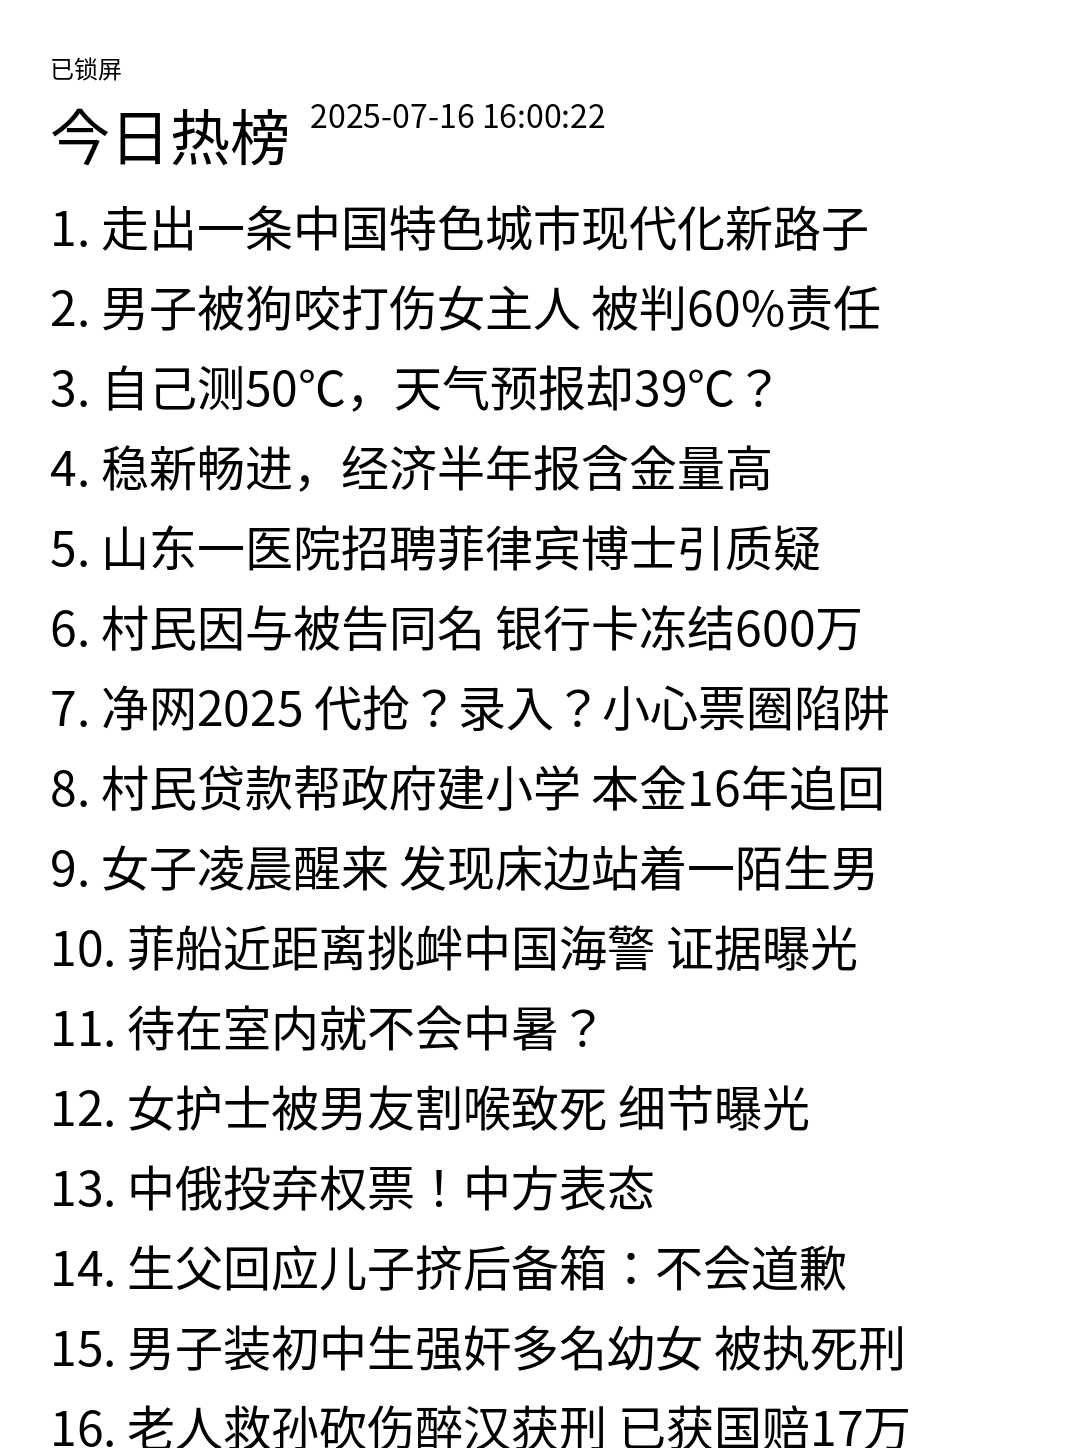 已锁屏
今日热榜 2025-07-16 16:00:22
1. 走出一条中国特色城市现代化新路子
2. 男子被狗咬打伤女主人 被判60%责任
3. 自己测50℃，天气预报却39℃？
4. 稳新畅进，经济半年报含金量高
5. 山东一医院招聘菲律宾博士引质疑
6. 村民因与被告同名 银行卡冻结600万
7. 净网2025 代抢？录入？小心票圈陷阱
8. 村民贷款帮政府建小学 本金16年追回
9. 女子凌晨醒来 发现床边站着一陌生男
10. 菲船近距离挑衅中国海警 证据曝光
11. 待在室内就不会中暑？
12. 女护士被男友割喉致死 细节曝光
13. 中俄投弃权票！中方表态
14. 生父回应儿子挤后备箱：不会道歉
15. 男子装初中生强奸多名幼女 被执死刑
16. 老人救孙砍伤醉汉获刑 已获国赔17万